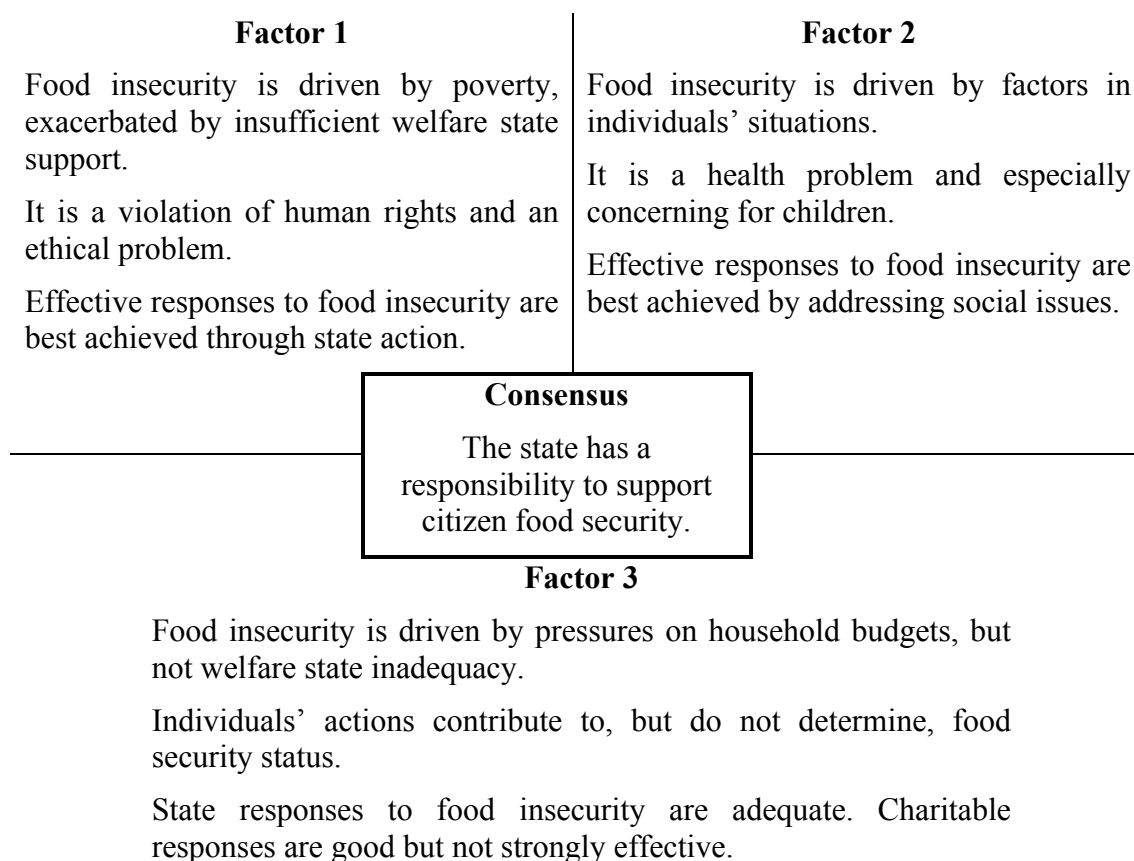 Factor 1
Food insecurity is driven by poverty,
exacerbated by insufficient welfare state
support.
It is a violation of human rights and an
ethical problem.
Effective responses to food insecurity are
best achieved through state action.
Factor 2
Food insecurity is driven by factors in
individuals’ situations.
It is a health problem and especially
concerning for children.
Effective responses to food insecurity are
best achieved by addressing social issues.
Consensus
The state has a
responsibility to support
citizen food security.
Factor 3
Food insecurity is driven by pressures on household budgets, but
not welfare state inadequacy.
Individuals’ actions contribute to, but do not determine, food
security status.
State responses to food insecurity are adequate. Charitable
responses are good but not strongly effective.